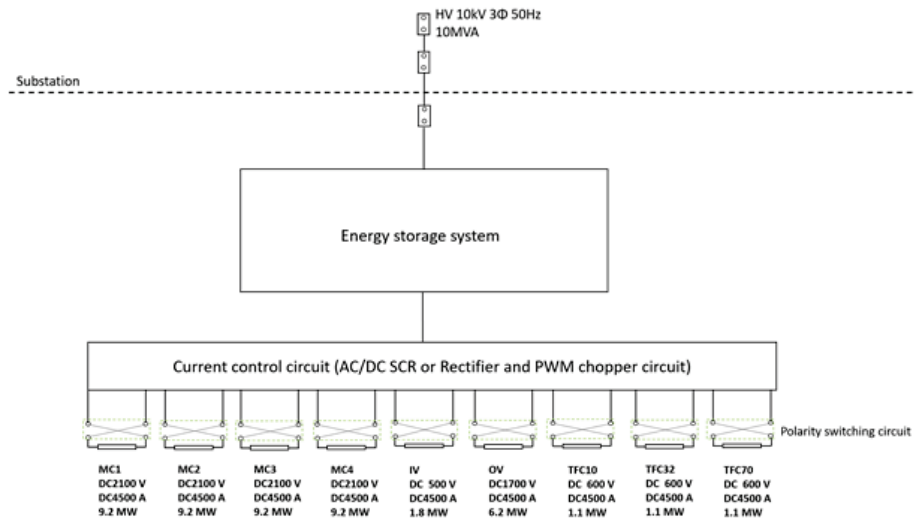 HV 10kV 3Φ 50Hz
10MVA
Substation
Energy storage system
Current control circuit (AC/DC SCR or Rectifier and PWM chopper circuit)
Polarity switching circuit
MC1
DC2100 V
DC4500 A
9.2 MW
MC2
DC2100 V
DC4500 A
9.2 MW
MC3
DC2100 V
DC4500 A
9.2 MW
MC4
DC2100 V
DC4500 A
9.2 MW
IV
DC 500 V
DC4500 A
1.8 MW
OV
DC1700 V
DC4500 A
6.2 MW
TFC10
DC 600 V
DC4500 A
1.1 MW
TFC32
DC 600 V
DC4500 A
1.1 MW
TFC70
DC 600 V
DC4500 A
1.1 MW